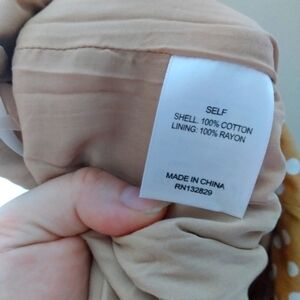 SELF
SHELL. 100% COTTON
LINING: 100% RAYON
MADE IN CHINA
RN132829